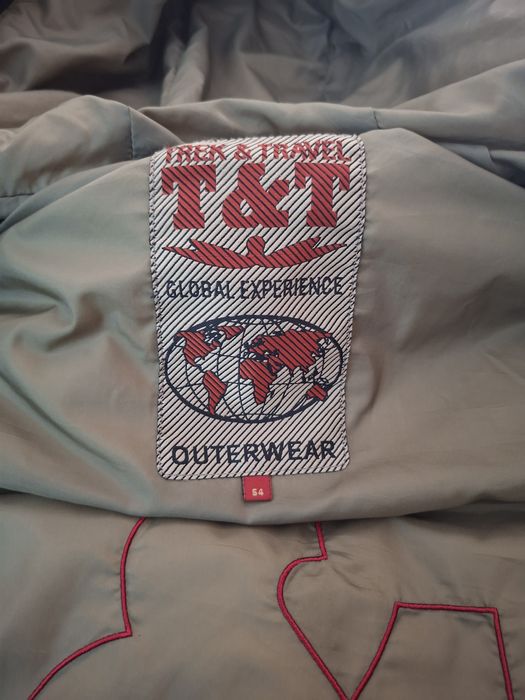 TREK & TRAVEL
T&T
GLOBAL EXPERIENCE
OUTERWEAR
54